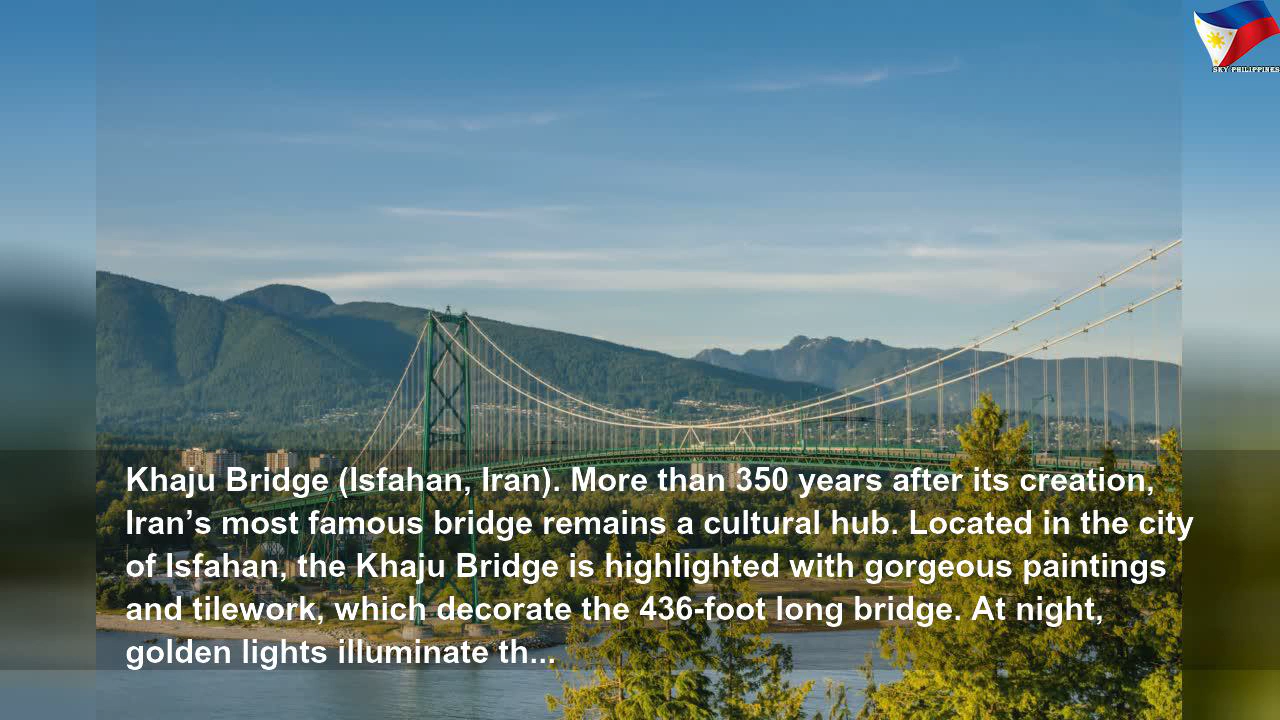 SKY PHILIPPINES
Khaju Bridge (Isfahan, Iran). More than 350 years after its creation,
Iran’s most famous bridge remains a cultural hub. Located in the city
of Isfahan, the Khaju Bridge is highlighted with gorgeous paintings
and tilework, which decorate the 436-foot long bridge. At night,
golden lights illuminate th...